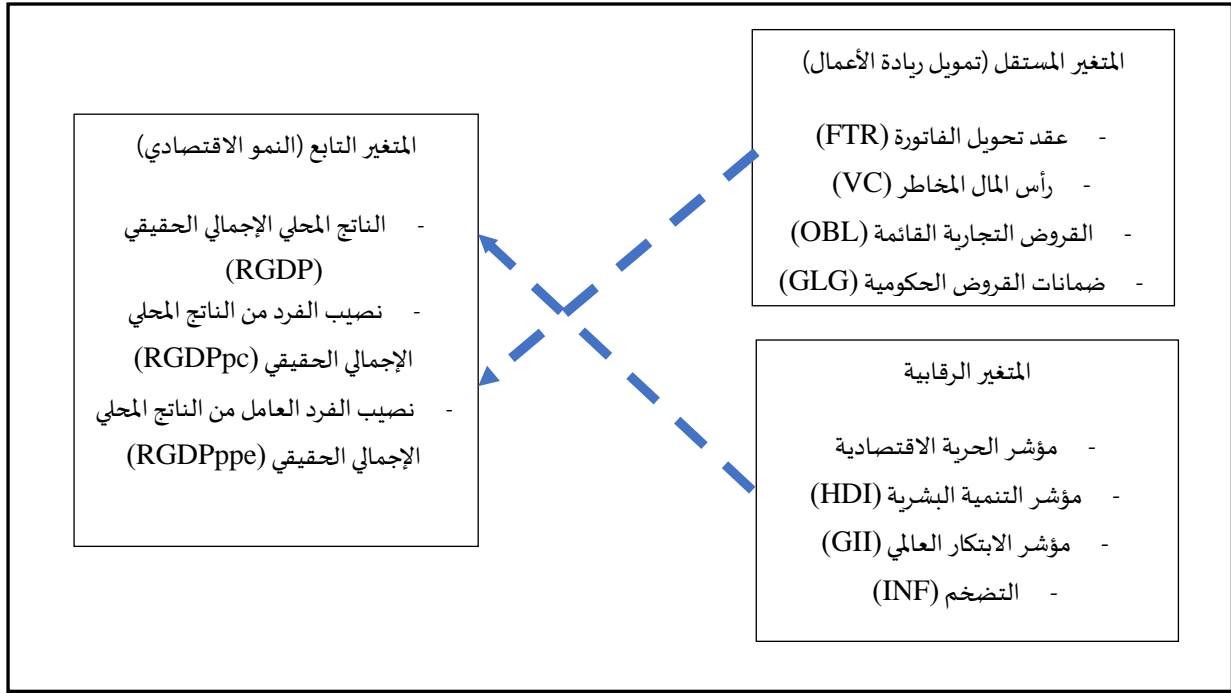 المتغير المستقل (تمويل ريادة الأعمال)
- عقد تحويل الفاتورة (FTR)
- رأس المال المخاطر (VC)
- القروض التجارية القائمة (OBL)
- ضمانات القروض الحكومية (GLG)
المتغير الرقابية
- مؤشر الحرية الاقتصادية
- مؤشر التنمية البشرية (HDI)
- مؤشر الابتكار العالمي (GII)
- التضخم (INF)
المتغير التابع (النمو الاقتصادي)
- الناتج المحلي الإجمالي الحقيقي
(RGDP)
- نصيب الفرد من الناتج المحلي
الإجمالي الحقيقي (RGDPpc)
- نصيب الفرد العامل من الناتج المحلي
الإجمالي الحقيقي (RGDPppe)